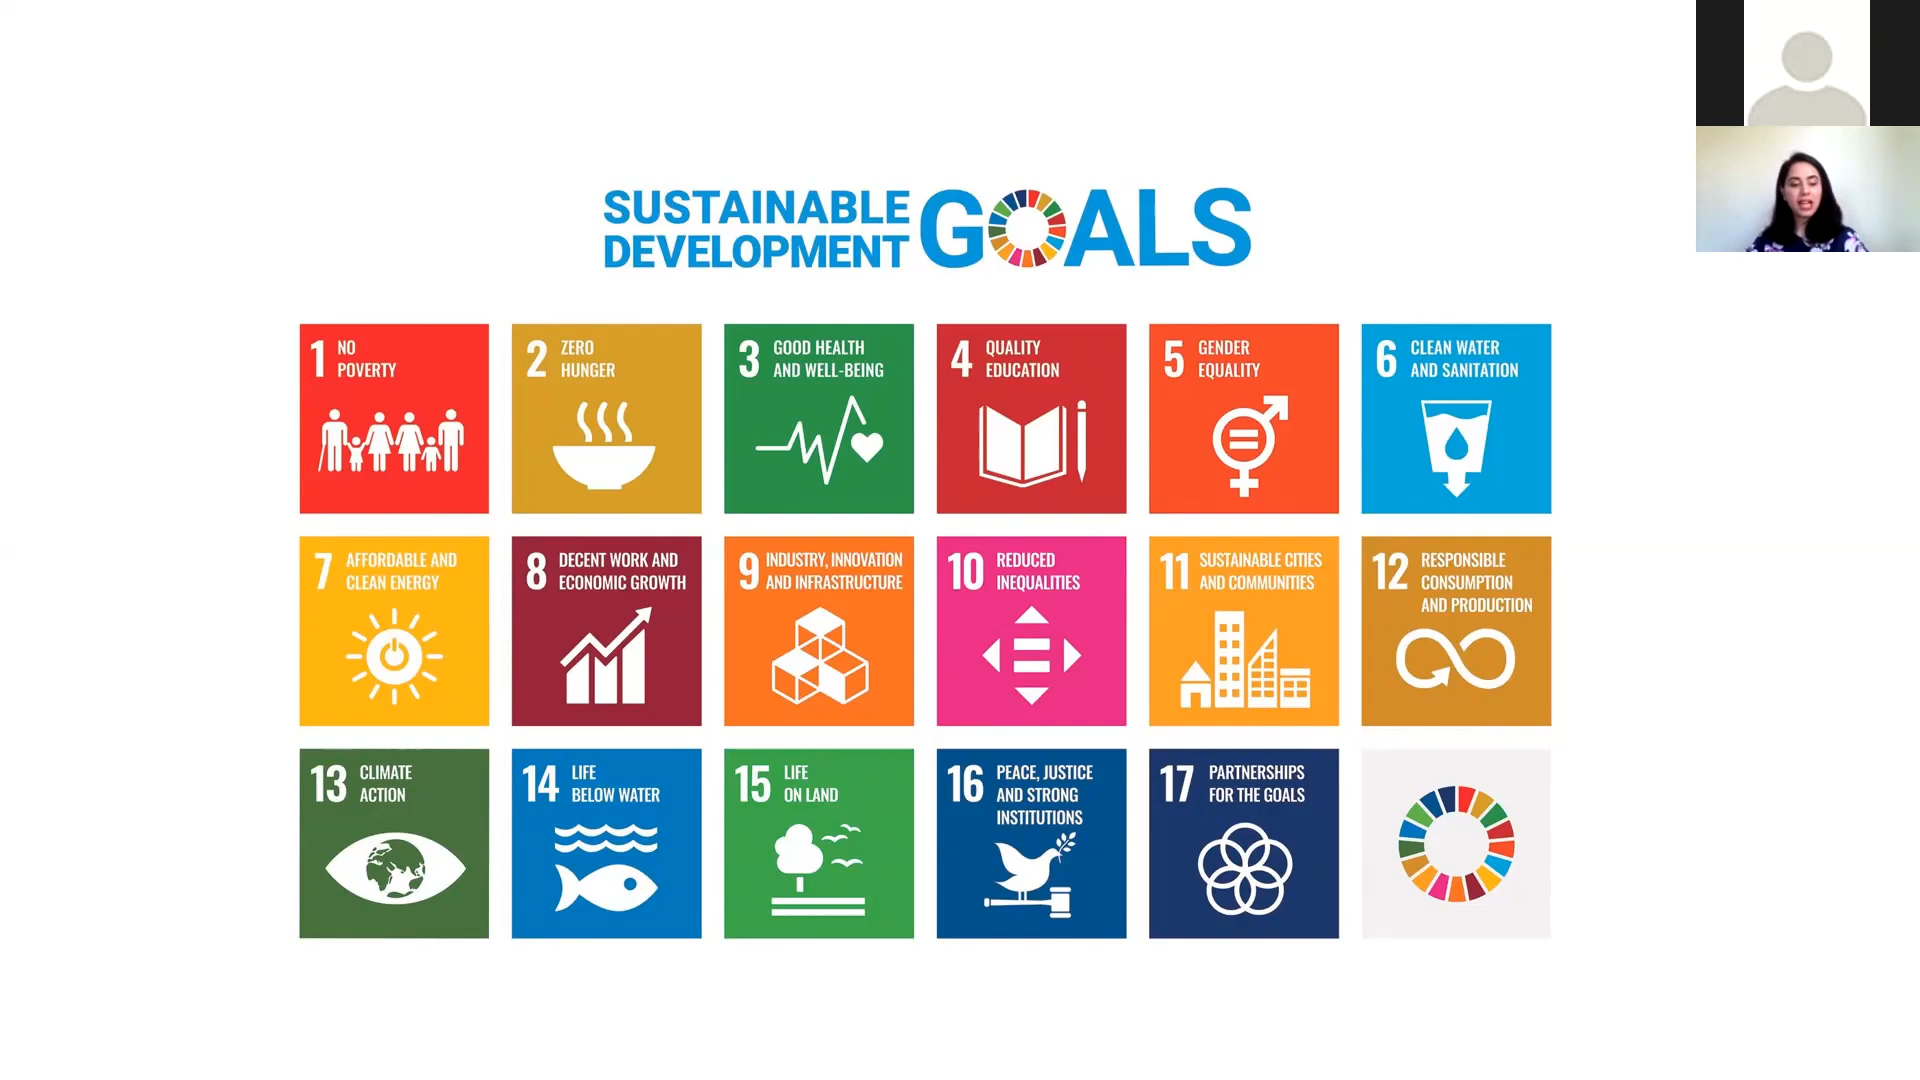 SUSTAINABLE
DEVELOPMENT
GOALS
1 NO
POVERTY
2 ZERO
HUNGER
3 GOOD HEALTH
AND WELL-BEING
4 QUALITY
EDUCATION
5 GENDER
EQUALITY
6 CLEAN WATER
AND SANITATION
7 AFFORDABLE AND
CLEAN ENERGY
8 DECENT WORK AND
ECONOMIC GROWTH
9 INDUSTRY, INNOVATION
AND INFRASTRUCTURE
10 REDUCED
INEQUALITIES
11 SUSTAINABLE CITIES
AND COMMUNITIES
12 RESPONSIBLE
CONSUMPTION
AND PRODUCTION
13 CLIMATE
ACTION
14 LIFE
BELOW WATER
15 LIFE
ON LAND
16 PEACE, JUSTICE
AND STRONG
INSTITUTIONS
17 PARTNERSHIPS
FOR THE GOALS